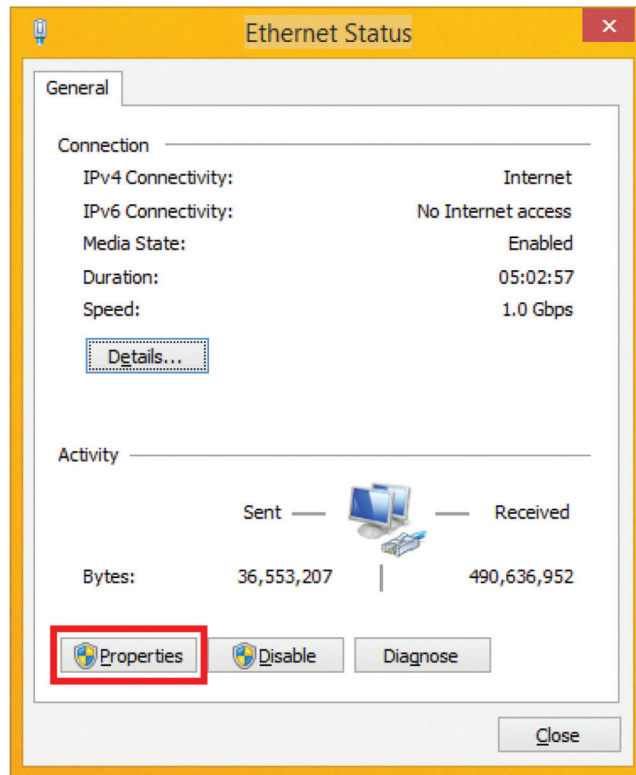 Ethernet Status
General
Connection
IPv4 Connectivity: Internet
IPv6 Connectivity: No Internet access
Media State: Enabled
Duration: 05:02:57
Speed: 1.0 Gbps
Details...
Activity
Sent Received
Bytes: 36,553,207 490,636,952
Properties Disable Diagnose
Close